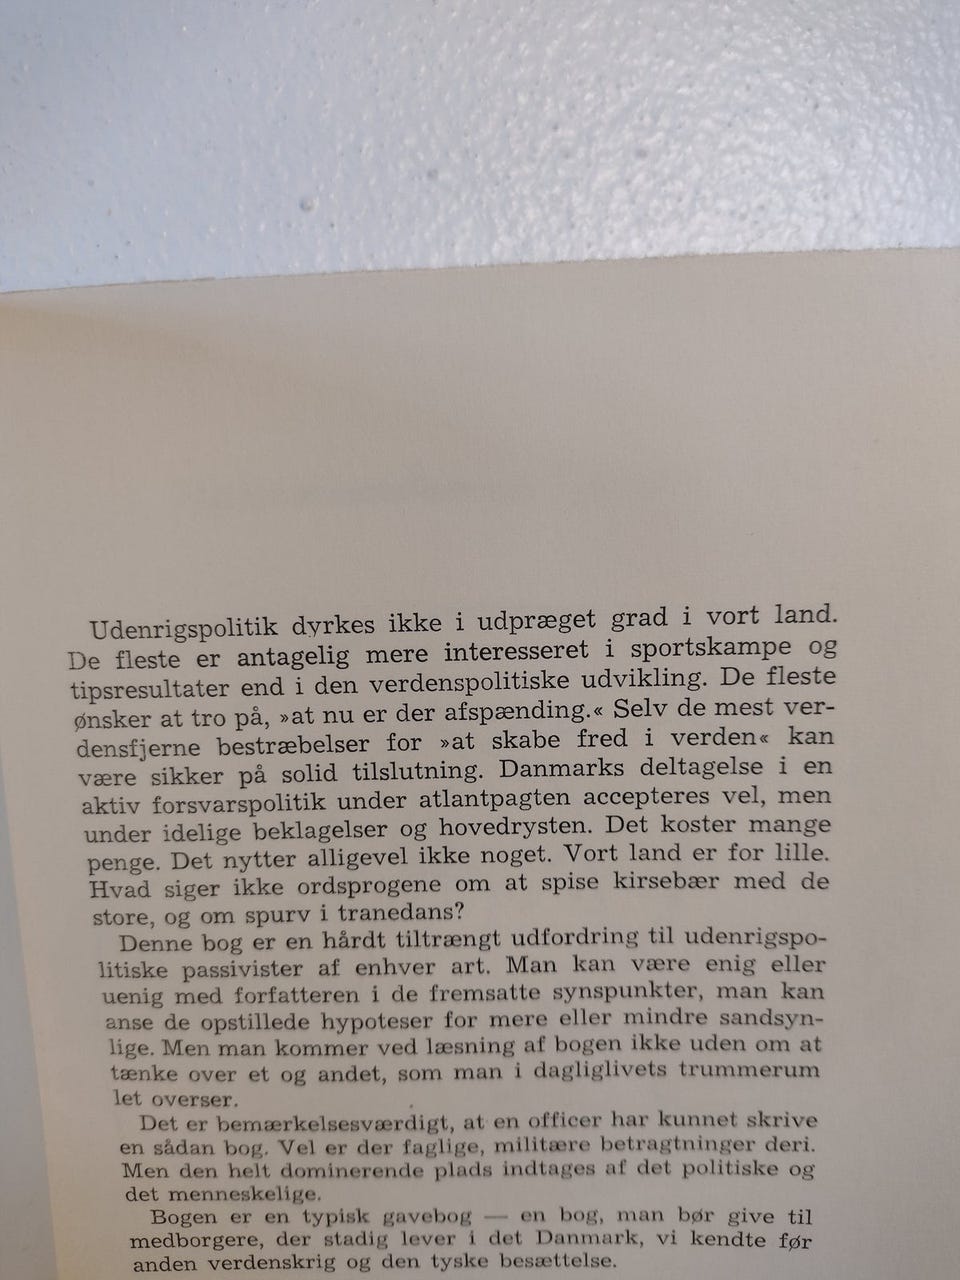 Udenrigspolitik dyrkes ikke i udpræget grad i vort land.
De fleste er antagelig mere interesseret i sportskampe og
tipsresultater end i den verdenspolitiske udvikling. De fleste
ønsker at tro på, »at nu er der afspænding.« Selv de mest ver-
densfjerne bestræbelser for »at skabe fred i verden« kan
være sikker på solid tilslutning. Danmarks deltagelse i en
aktiv forsvarspolitik under atlantpagten accepteres vel, men
under idelige beklagelser og hovedrysten. Det koster mange
penge. Det nytter alligevel ikke noget. Vort land er for lille.
Hvad siger ikke ordsprogene om at spise kirsebær med de
store, og om spurv i tranedans?
Denne bog er en hårdt tiltrængt udfordring til udenrigspo-
litiske passivister af enhver art. Man kan være enig eller
uenig med forfatteren i de fremsatte synspunkter, man kan
anse de opstillede hypoteser for mere eller mindre sandsyn-
lige. Men man kommer ved læsning af bogen ikke uden om at
tænke over et og andet, som man i dagliglivets trummerum
let overser.
Det er bemærkelsesværdigt, at en officer har kunnet skrive
en sådan bog. Vel er der faglige, militære betragtninger deri.
Men den helt dominerende plads indtages af det politiske og
det menneskelige.
Bogen er en typisk gavebog — en bog, man bør give til
medborgere, der stadig lever i det Danmark, vi kendte før
anden verdenskrig og den tyske besættelse.